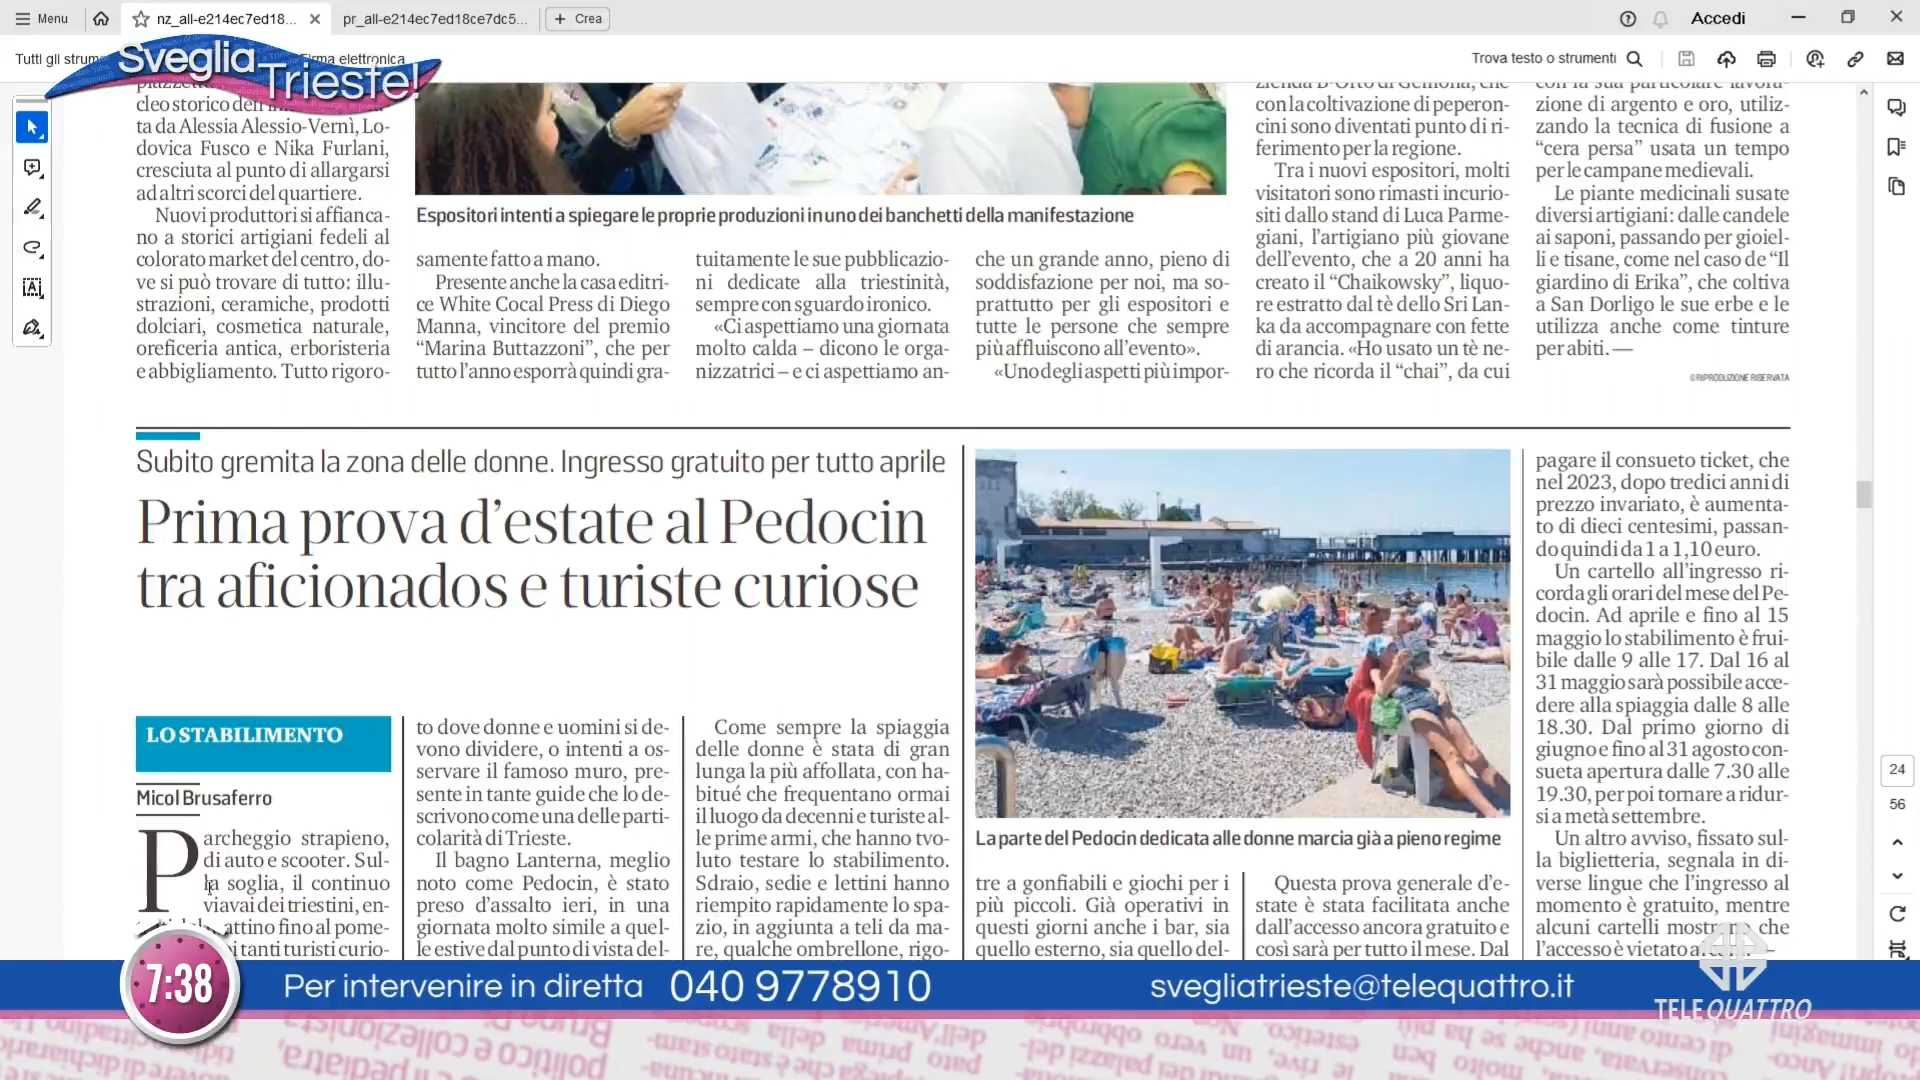 Menu
nz_all-e214ec7ed18...
pr_all-e214ec7ed18ce7dc5...
Crea
Accedi
Tutti gli strum
Firma elettronica
Trova testo o strumenti
Sveglia
Trieste!
cleo storico dell'in
ta da Alessia Alessio-Vernì, Lo-
dovica Fusco e Nika Furlani,
cresciuta al punto di allargarsi
ad altri scorci del quartiere.
Nuovi produttori si affianca-
no a storici artigiani fedeli al
colorato market del centro, do-
ve si può trovare di tutto: illu-
strazioni, ceramiche, prodotti
dolciari, cosmetica naturale,
oreficeria antica, erboristeria
e abbigliamento. Tutto rigoro-
Espositori intenti a spiegare le proprie produzioni in uno dei banchetti della manifestazione
samente fatto a mano.
Presente anche la casa editri-
ce White Cocal Press di Diego
Manna, vincitore del premio
“Marina Buttazzoni”, che per
tutto l'anno esporrà quindi gra-
tuitamente le sue pubblicazio-
ni dedicate alla triestinità,
sempre con sguardo ironico.
«Ci aspettiamo una giornata
molto calda – dicono le orga-
nizzatrici – e ci aspettiamo an-
che un grande anno, pieno di
soddisfazione per noi, ma so-
prattutto per gli espositori e
tutte le persone che sempre
più affluiscono all'evento».
«Uno degli aspetti più impor-
zienda B-Orto di Gemona, che
con la coltivazione di peperon-
cini sono diventati punto di ri-
ferimento per la regione.
Tra i nuovi espositori, molti
visitatori sono rimasti incurio-
siti dallo stand di Luca Parme-
giani, l'artigiano più giovane
dell'evento, che a 20 anni ha
creato il “Chaikowsky”, liquo-
re estratto dal tè dello Sri Lan-
ka da accompagnare con fette
di arancia. «Ho usato un tè ne-
ro che ricorda il “chai”, da cui
con la sua particolare lavora-
zione di argento e oro, utiliz-
zando la tecnica di fusione a
“cera persa” usata un tempo
per le campane medievali.
Le piante medicinali susate
diversi artigiani: dalle candele
ai saponi, passando per gioiel-
li e tisane, come nel caso de “Il
giardino di Erika”, che coltiva
a San Dorligo le sue erbe e le
utilizza anche come tinture
per abiti. —
©RIPRODUZIONE RISERVATA
Subito gremita la zona delle donne. Ingresso gratuito per tutto aprile
Prima prova d'estate al Pedocin
tra aficionados e turiste curiose
LO STABILIMENTO
Micol Brusaferro
Parcheggio strapieno,
di auto e scooter. Sul-
la soglia, il continuo
viavai dei triestini, en-
attino fino al pome-
i tanti turisti curio-
to dove donne e uomini si de-
vono dividere, o intenti a os-
servare il famoso muro, pre-
sente in tante guide che lo de-
scrivono come una delle parti-
colarità di Trieste.
Il bagno Lanterna, meglio
noto come Pedocin, è stato
preso d'assalto ieri, in una
giornata molto simile a quel-
le estive dal punto di vista del-
Come sempre la spiaggia
delle donne è stata di gran
lunga la più affollata, con ha-
bitué che frequentano ormai
il luogo da decenni e turiste al-
le prime armi, che hanno tvo-
luto testare lo stabilimento.
Sdraio, sedie e lettini hanno
riempito rapidamente lo spa-
zio, in aggiunta a teli da ma-
re, qualche ombrellone, rigo-
La parte del Pedocin dedicata alle donne marcia già a pieno regime
tre a gonfiabili e giochi per i
più piccoli. Già operativi in
questi giorni anche i bar, sia
quello esterno, sia quello del-
Questa prova generale d'e-
state è stata facilitata anche
dall'accesso ancora gratuito e
così sarà per tutto il mese. Dal
pagare il consueto ticket, che
nel 2023, dopo tredici anni di
prezzo invariato, è aumenta-
to di dieci centesimi, passan-
do quindi da 1 a 1,10 euro.
Un cartello all'ingresso ri-
corda gli orari del mese del Pe-
docin. Ad aprile e fino al 15
maggio lo stabilimento è frui-
bile dalle 9 alle 17. Dal 16 al
31 maggio sarà possibile acce-
dere alla spiaggia dalle 8 alle
18.30. Dal primo giorno di
giugno e fino al 31 agosto con-
sueta apertura dalle 7.30 alle
19.30, per poi tornare a ridur-
si a metà settembre.
Un altro avviso, fissato sul-
la biglietteria, segnala in di-
verse lingue che l'ingresso al
momento è gratuito, mentre
alcuni cartelli most che
l'accesso è vietato a
24
56
7:38
Per intervenire in diretta 040 9778910
svegliatrieste@telequattro.it
TELEQUATTRO